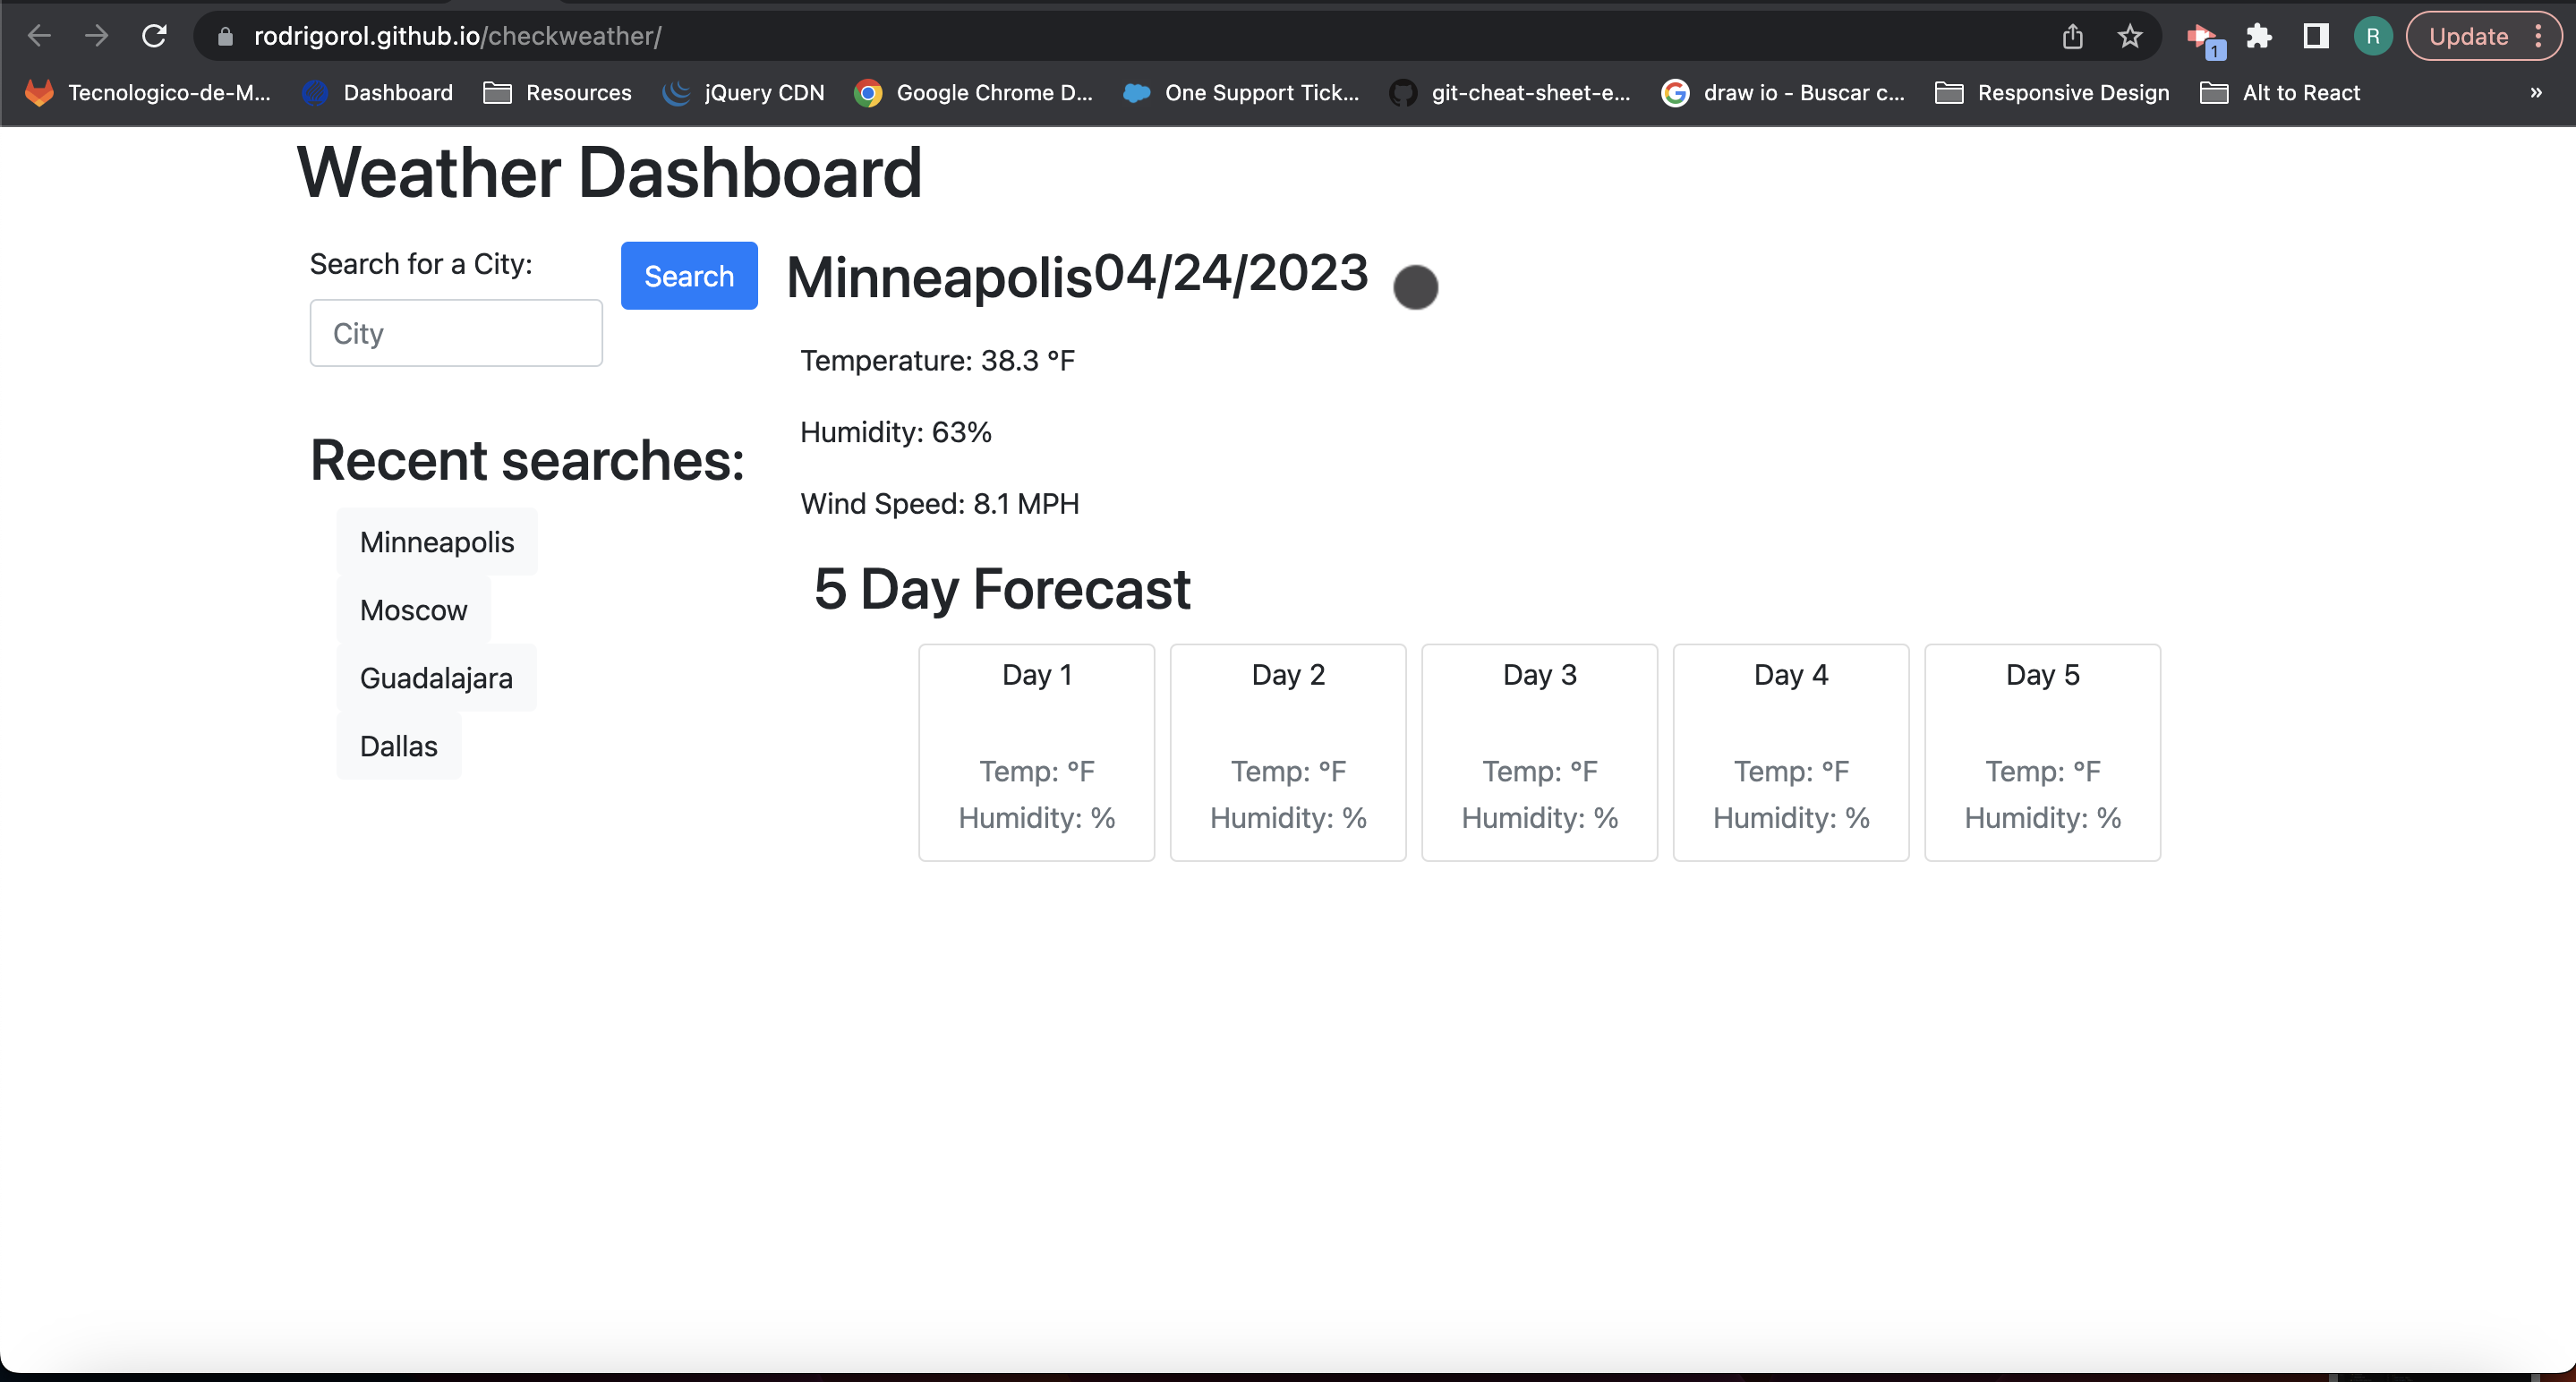 rodrigorol.github.io/checkweather/
1
R
Update
Tecnologico-de-M...
Dashboard
Resources
jQuery CDN
Google Chrome D...
One Support Tick...
git-cheat-sheet-e...
draw io - Buscar c...
Responsive Design
Alt to React
»
Weather Dashboard
Search for a City:
Search
City
Recent searches:
Minneapolis
Moscow
Guadalajara
Dallas
Minneapolis04/24/2023
Temperature: 38.3 °F
Humidity: 63%
Wind Speed: 8.1 MPH
5 Day Forecast
Day 1
Temp: °F
Humidity: %
Day 2
Temp: °F
Humidity: %
Day 3
Temp: °F
Humidity: %
Day 4
Temp: °F
Humidity: %
Day 5
Temp: °F
Humidity: %